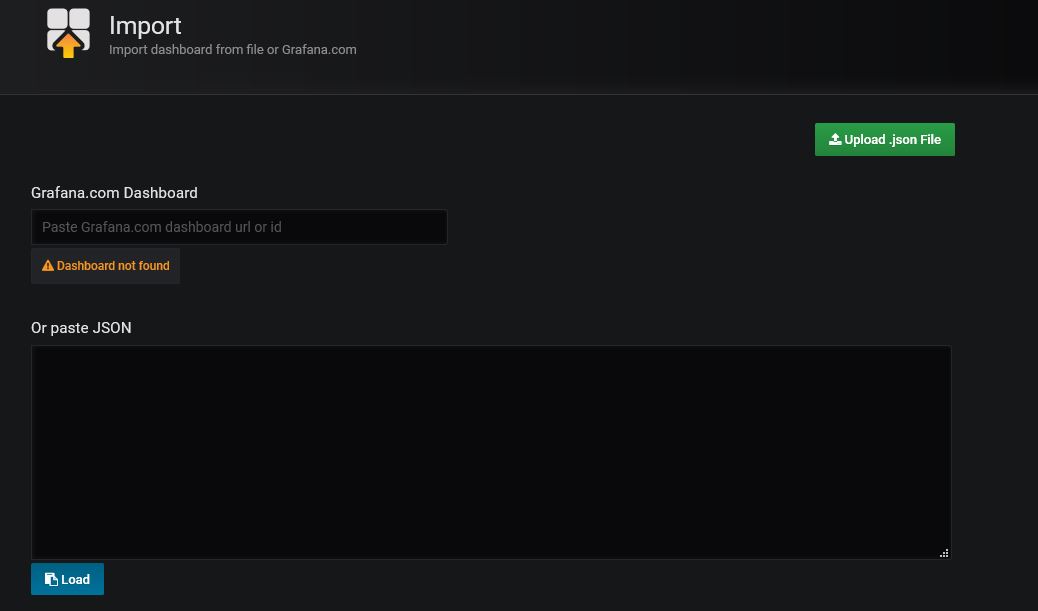 Import
Import dashboard from file or Grafana.com
Upload .json File
Grafana.com Dashboard
Paste Grafana.com dashboard url or id
Dashboard not found
Or paste JSON
Load